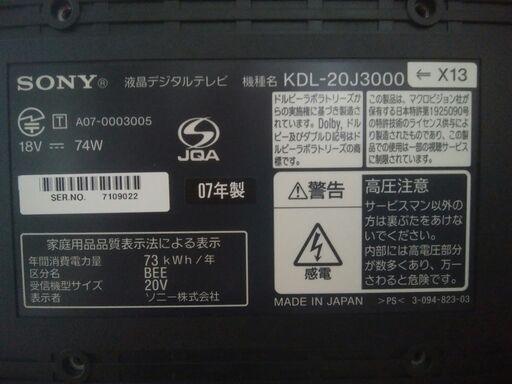 SONY® 液晶デジタルテレビ 機種名 KDL-20J3000 ⇐ X13
T A07-0003005
18V ⎓ 74W
JQA
ドルビーラボラトリーズか
らの実施権に基づき製造さ
れています。Dolby、ドル
ビー及びダブルD記号はド
ルビーラボラトリーズの商
標です。
この製品は、マクロビジョン社が
保有する日本特許第1925090号
の特許技術のライセンス供与によ
り製造されたものです。この技術
の使用は一部の視聴サービス
に使われています。
SER.NO. 7109022
07年製
警告
感電
高圧注意
サービスマン以外の
方は裏ぶたをあけな
いでください。
内部には高電圧部分
が数多くあり、万一
さわると危険です。
家庭用品品質表示法による表示
年間消費電力量 73 kWh/年
区分名 BEE
受信機型サイズ 20V
表示者 ソニー株式会社
MADE IN JAPAN >PS< 3-094-823-03